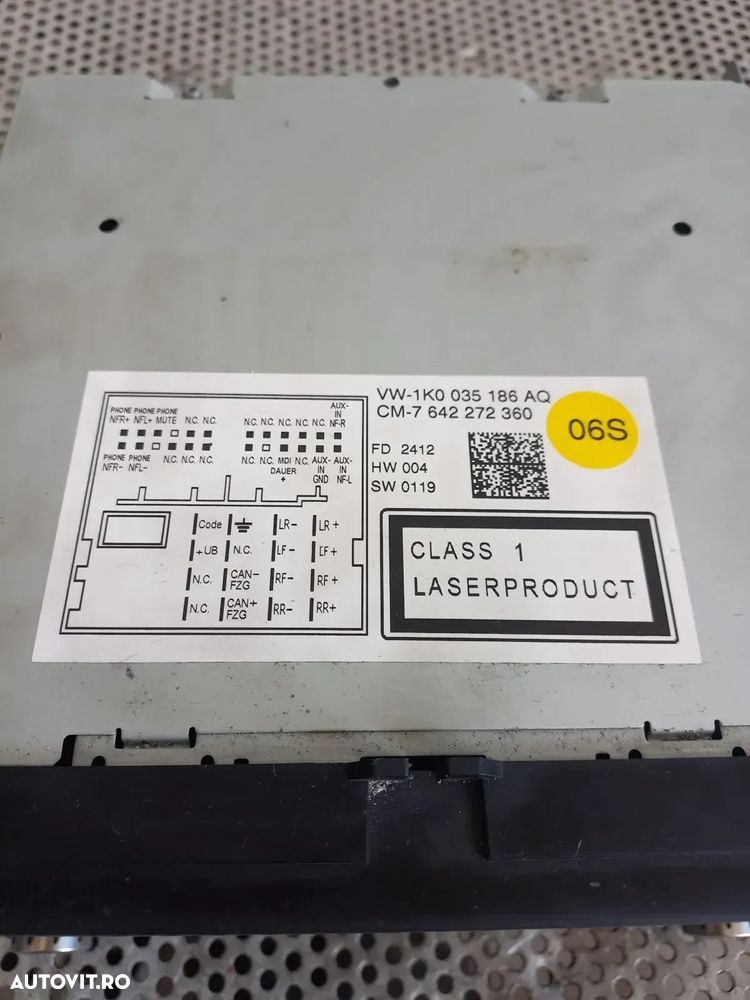 VW-1K0 035 186 AQ
CM-7 642 272 360
06S
FD 2412
HW 004
SW 0119
CLASS 1
LASERPRODUCT
PHONE PHONE PHONE
NFR+ NFL+ MUTE N.C. N.C.
PHONE PHONE N.C. N.C. N.C.
NFR- NFL-
AUX-
IN
N.C. N.C. N.C. N.C. N.C. NF-R
N.C. N.C. MDI N.C. AUX- AUX-
DAUER IN IN
+ GND NF-L
Code LR- LR+
+UB N.C. LF- LF+
N.C. CAN- RF- RF+
FZG
N.C. CAN+ RR- RR+
FZG
AUTOVIT.RO